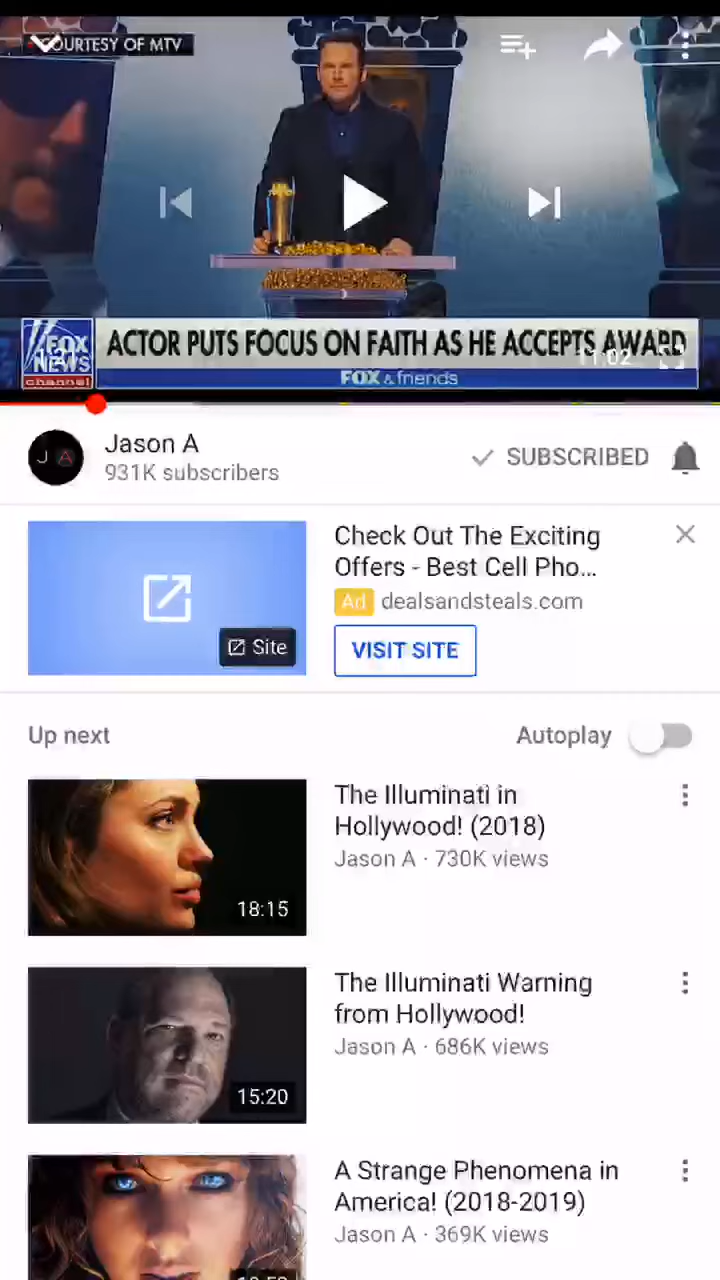 COURTESY OF MTV
FOX
NEWS
channel
ACTOR PUTS FOCUS ON FAITH AS HE ACCEPTS AWARD
FOX & friends
11:02
J A
Jason A
931K subscribers
SUBSCRIBED
Check Out The Exciting
Offers - Best Cell Pho...
Ad dealsandsteals.com
Site
VISIT SITE
Up next
Autoplay
The Illuminati in
Hollywood! (2018)
Jason A · 730K views
18:15
The Illuminati Warning
from Hollywood!
Jason A · 686K views
15:20
A Strange Phenomena in
America! (2018-2019)
Jason A · 369K views